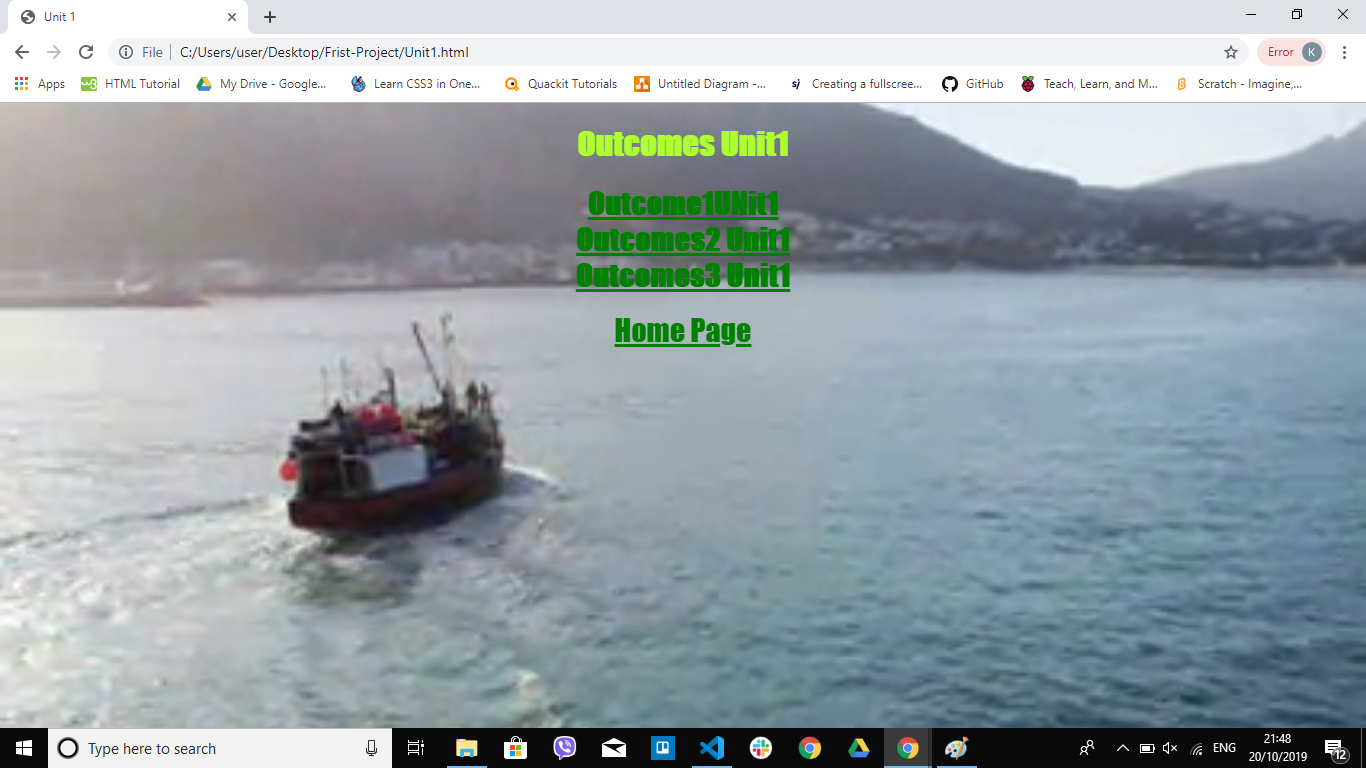 Unit 1
File
C:/Users/user/Desktop/Frist-Project/Unit1.html
Error
K
Apps
HTML Tutorial
My Drive - Google...
Learn CSS3 in One...
Quackit Tutorials
Untitled Diagram -...
Creating a fullscree...
GitHub
Teach, Learn, and M...
Scratch - Imagine,...
Outcomes Unit1
Outcome1UNit1
Outcomes2 Unit1
Outcomes3 Unit1
Home Page
Type here to search
ENG
21:48
20/10/2019
12